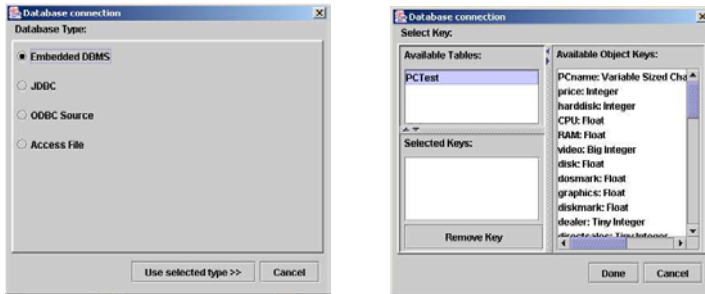 Database connection
Database Type:
Embedded DBMS
JDBC
ODBC Source
Access File
Use selected type >>
Cancel
Database connection
Select Key:
Available Tables:
PCTest
Selected Keys:
Remove Key
Available Object Keys:
PCname: Variable Sized Cha
price: Integer
harddisk: Integer
CPU: Float
RAM: Float
video: Big Integer
disk: Float
dosmark: Float
graphics: Float
diskmark: Float
dealer: Tiny Integer
directsales: Tiny Integer
Done
Cancel